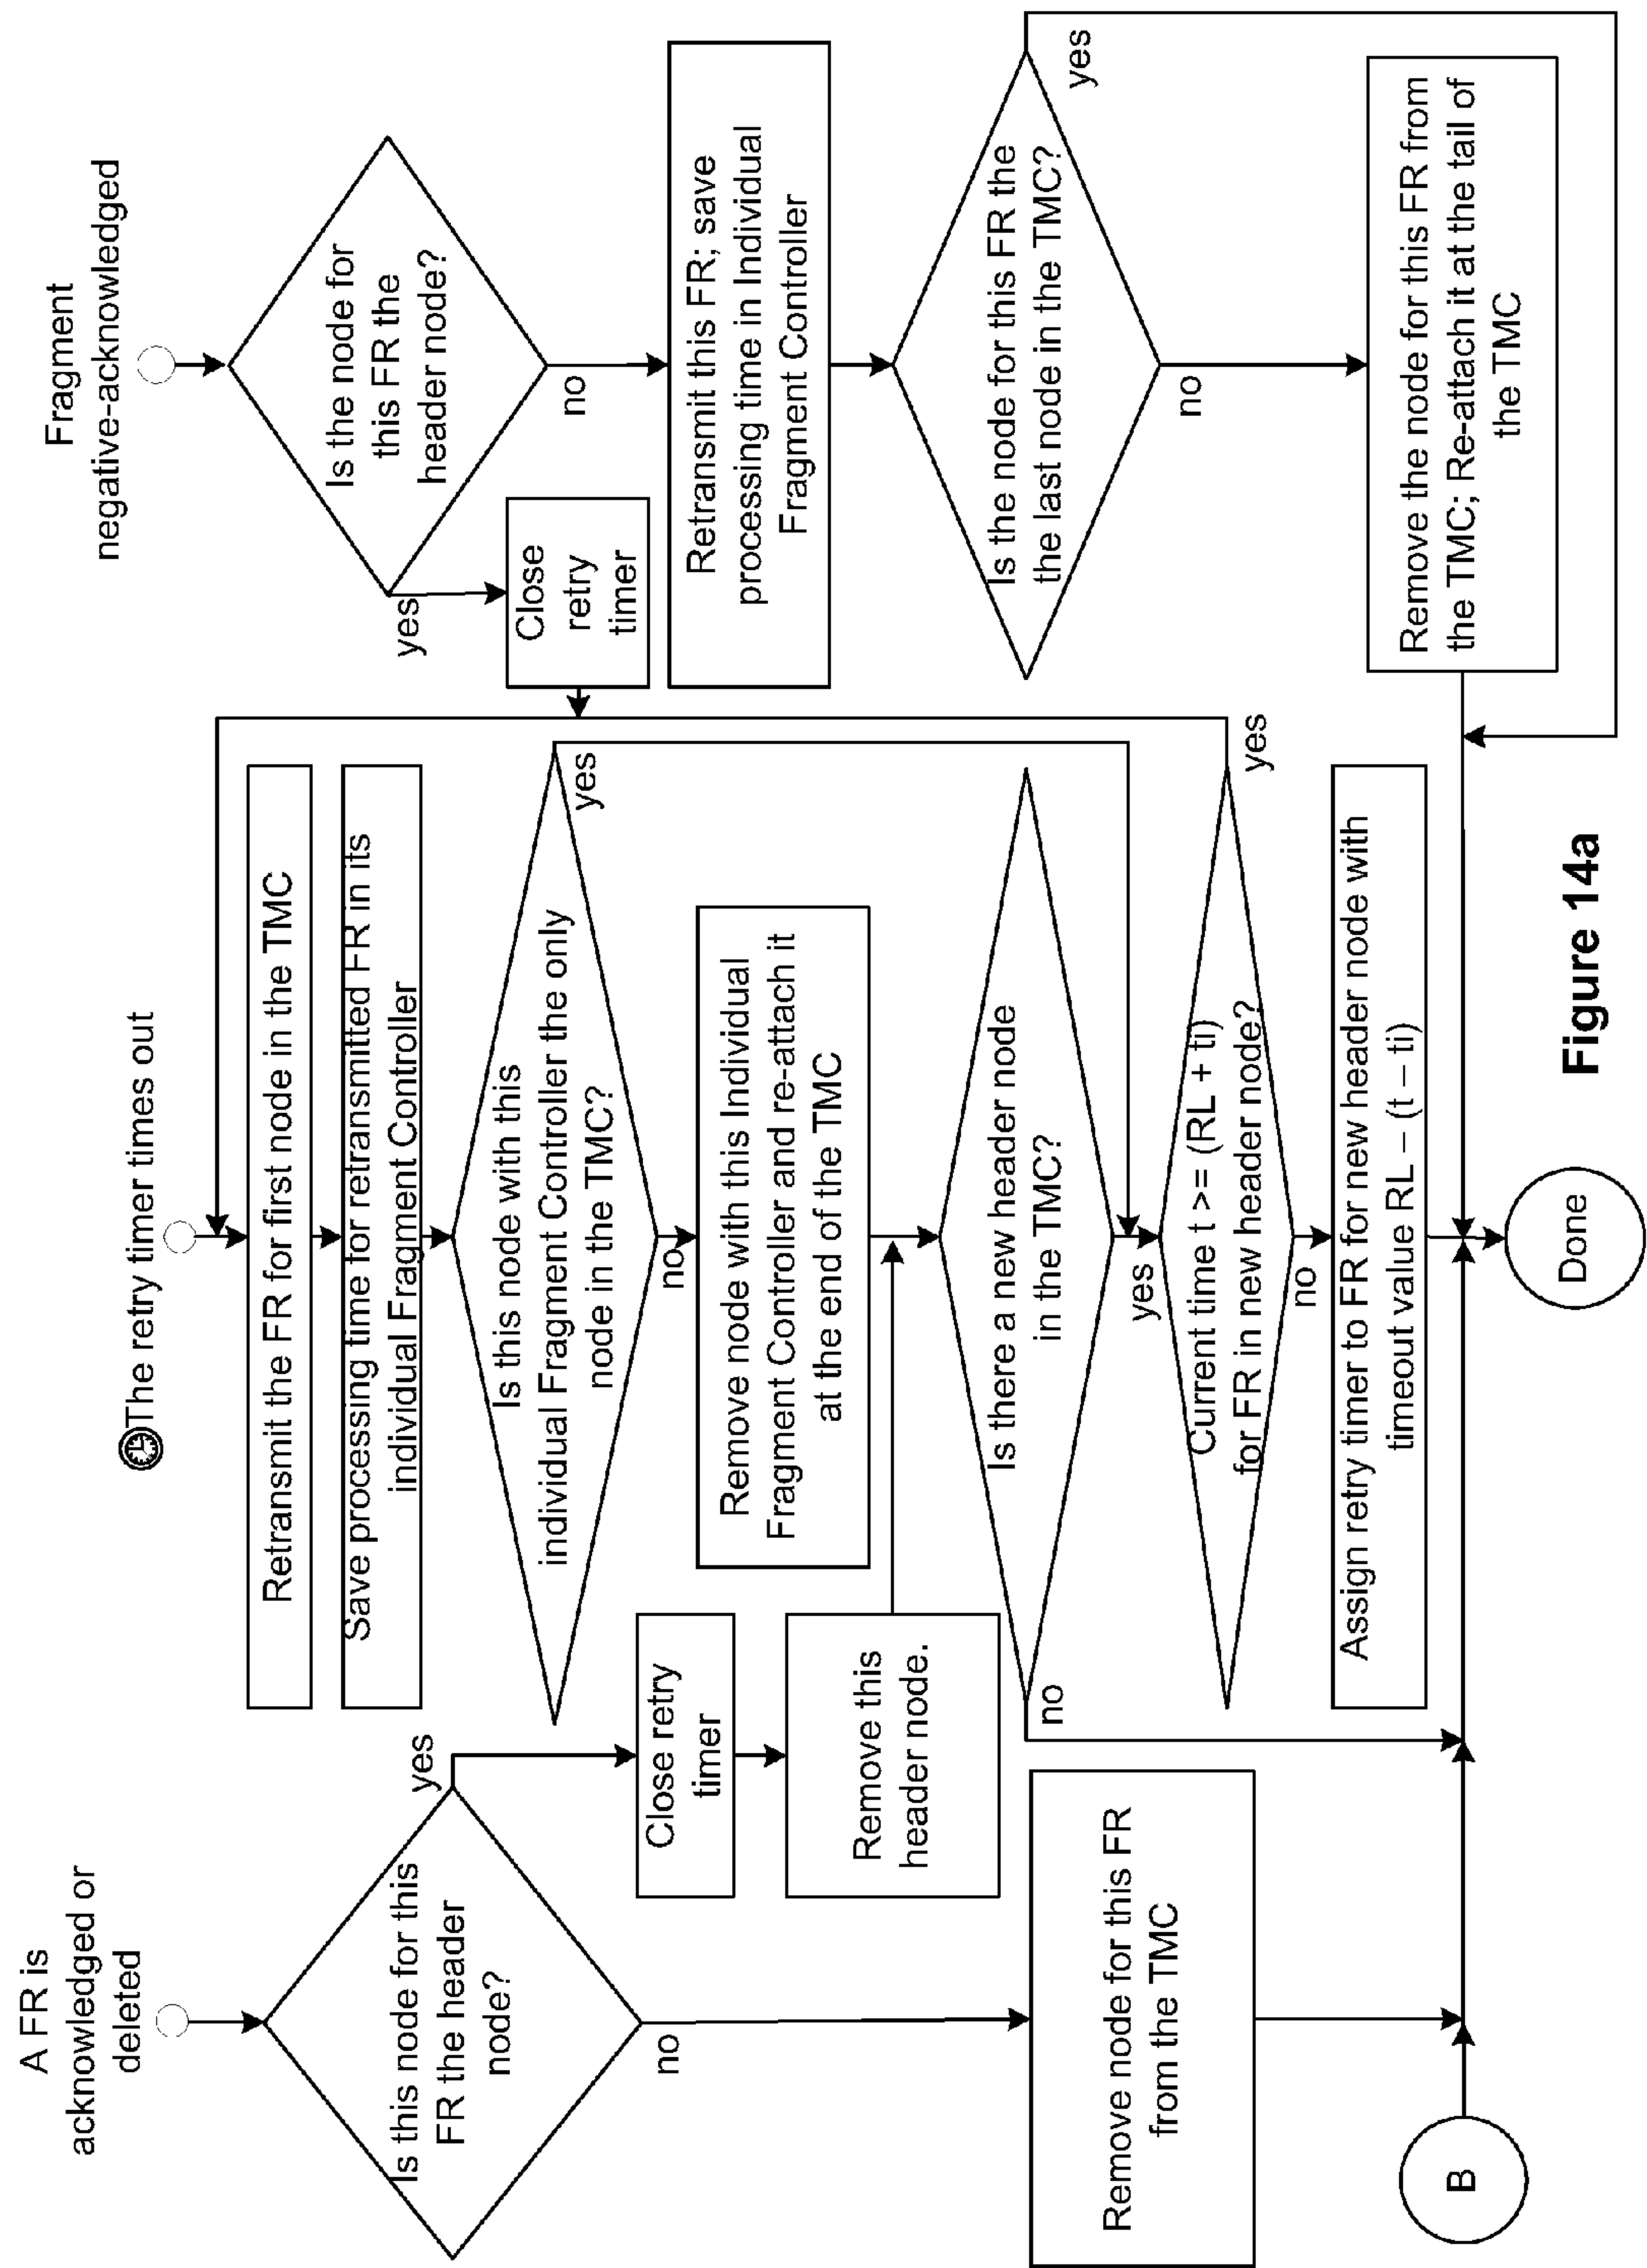 A FR is
acknowledged or
deleted
Is this node for this
FR the header
node?
yes
no
Close retry
timer
Remove this
header node.
Remove node for this FR
from the TMC
B
The retry timer times out
Retransmit the FR for first node in the TMC
Save processing time for retransmitted FR in its
individual Fragment Controller
Is this node with this
individual Fragment Controller the only
node in the TMC?
yes
no
Remove node with this Individual
Fragment Controller and re-attach it
at the end of the TMC
Is there a new header node
in the TMC?
no
yes
Current time t >= (RL + ti)
for FR in new header node?
yes
no
Assign retry timer to FR for new header node with
timeout value RL – (t – ti)
Done
Fragment
negative-acknowledged
Is the node for
this FR the
header node?
yes
no
Close
retry
timer
Retransmit this FR; save
processing time in Individual
Fragment Controller
Is the node for this FR the
the last node in the TMC?
yes
no
Remove the node for this FR from
the TMC; Re-attach it at the tail of
the TMC
Figure 14a